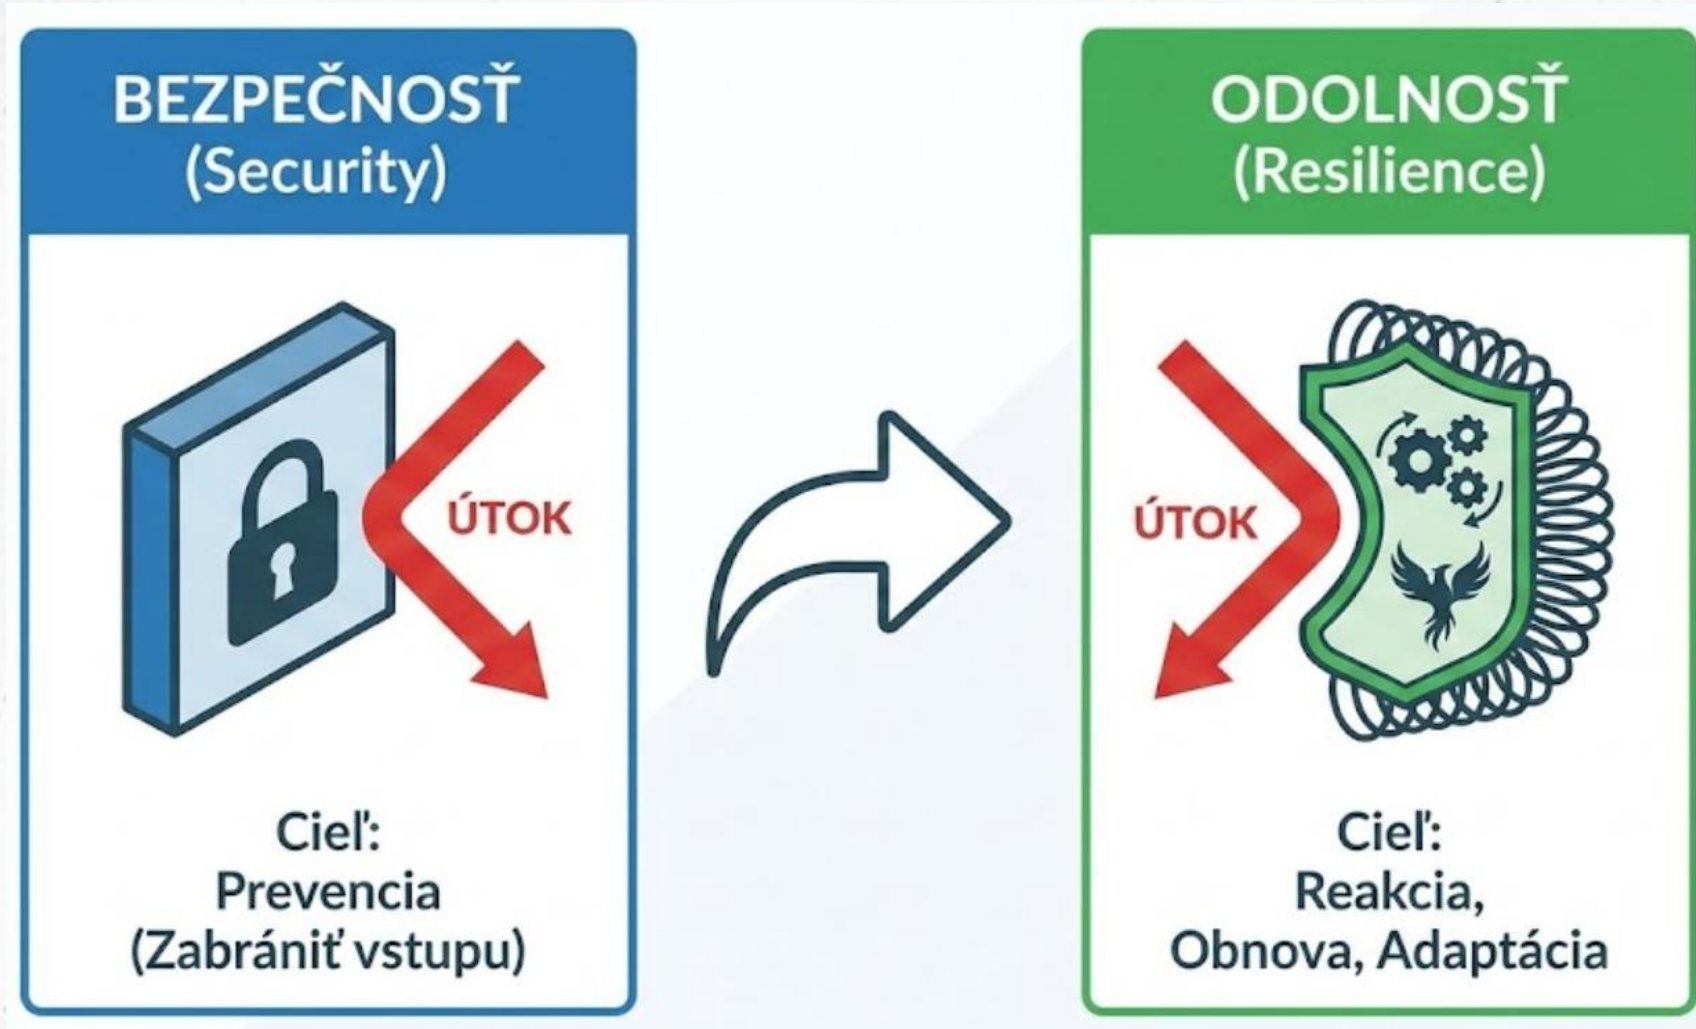 BEZPEČNOSŤ
(Security)
ÚTOK
Cieľ:
Prevencia
(Zabrániť vstupu)
ODOLNOSŤ
(Resilience)
ÚTOK
Cieľ:
Reakcia,
Obnova, Adaptácia